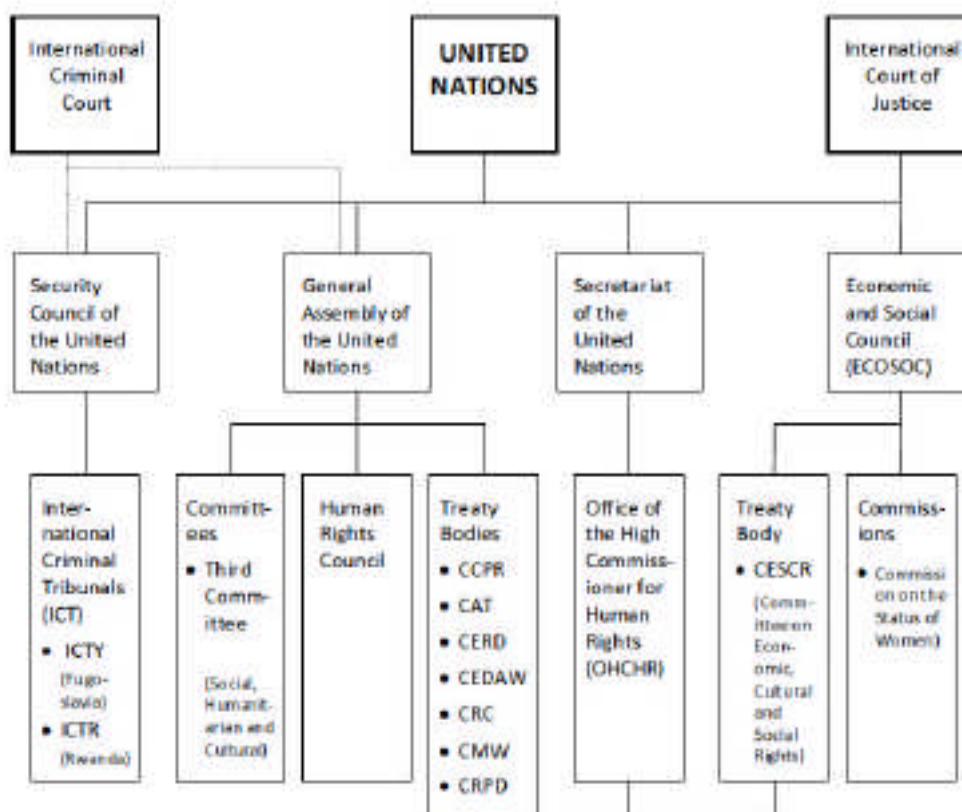 International
Criminal
Court
UNITED
NATIONS
International
Court of
Justice
Security
Council of
the United
Nations
General
Assembly of
the United
Nations
Secretariat
of the
United
Nations
Economic
and Social
Council
(ECOSOC)
Inter-
national
Criminal
Tribunals
(ICT)
• ICTY
(Yugo-
slavia)
• ICTR
(Rwanda)
Committ-
ees
• Third
Comm-
ittee
(Social,
Humanit-
arian and
Cultural)
Human
Rights
Council
Treaty
Bodies
• CCPR
• CAT
• CERD
• CEDAW
• CRC
• CMW
• CRPD
Office of
the High
Commiss-
ioner for
Human
Rights
(OHCHR)
Treaty
Body
• CESCR
(Comm-
ittee on
Econ-
omic,
Cultural
and
Social
Rights)
Commiss-
ions
• Commissi
on on the
Status of
Women)